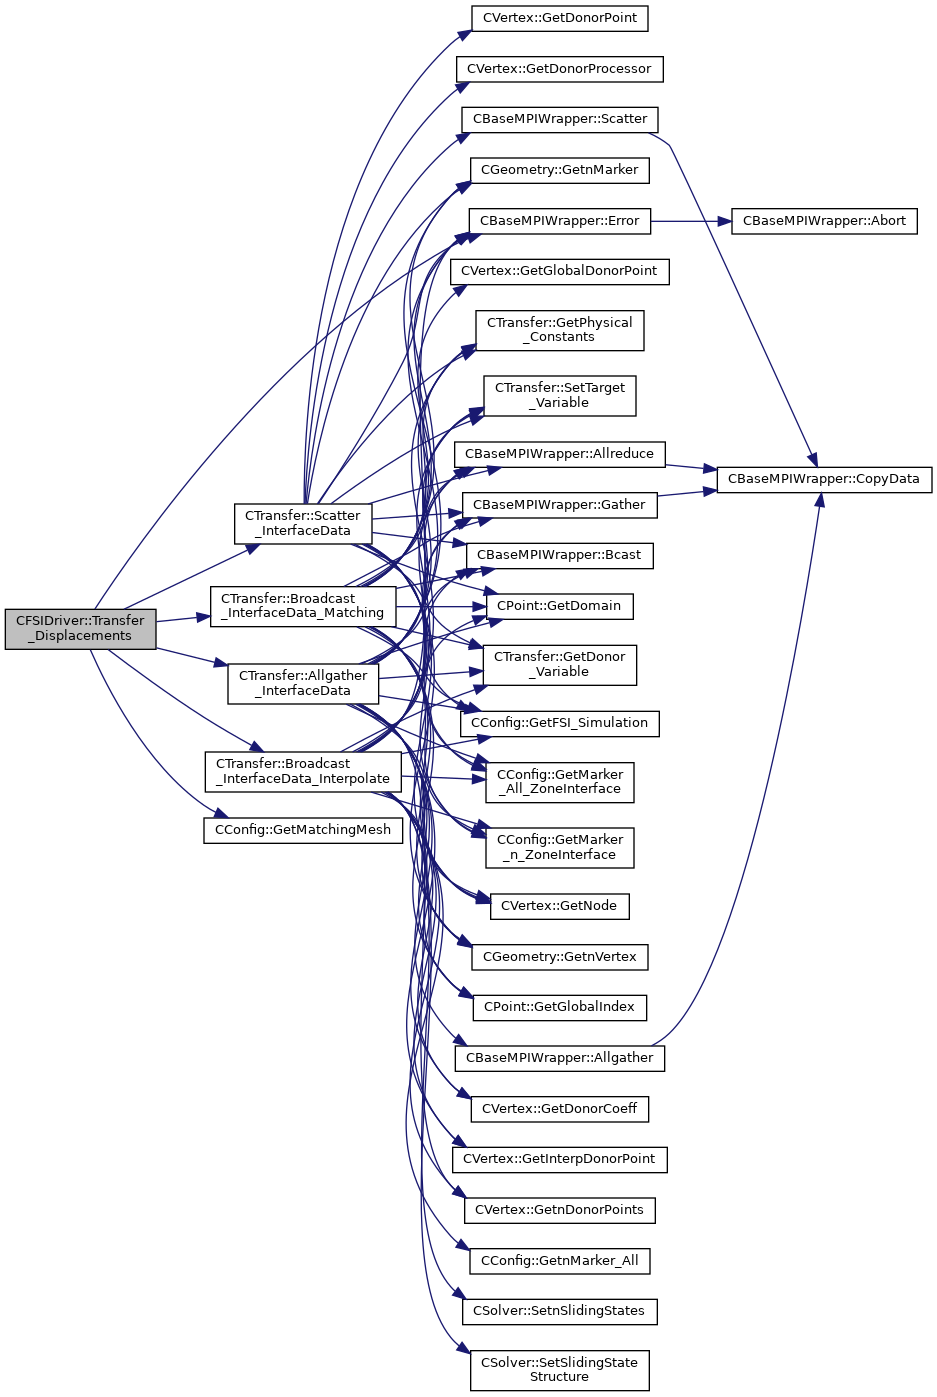 CVertex::GetDonorPoint
CVertex::GetDonorProcessor
CBaseMPIWrapper::Scatter
CGeometry::GetnMarker
CBaseMPIWrapper::Error
CBaseMPIWrapper::Abort
CVertex::GetGlobalDonorPoint
CTransfer::GetPhysical
_Constants
CTransfer::SetTarget
_Variable
CBaseMPIWrapper::Allreduce
CBaseMPIWrapper::CopyData
CBaseMPIWrapper::Gather
CTransfer::Scatter
_InterfaceData
CBaseMPIWrapper::Bcast
CTransfer::Broadcast
_InterfaceData_Matching
CPoint::GetDomain
CFSIDriver::Transfer
_Displacements
CTransfer::GetDonor
_Variable
CTransfer::Allgather
_InterfaceData
CConfig::GetFSI_Simulation
CTransfer::Broadcast
_InterfaceData_Interpolate
CConfig::GetMarker
_All_ZoneInterface
CConfig::GetMatchingMesh
CConfig::GetMarker
_n_ZoneInterface
CVertex::GetNode
CGeometry::GetnVertex
CPoint::GetGlobalIndex
CBaseMPIWrapper::Allgather
CVertex::GetDonorCoeff
CVertex::GetInterpDonorPoint
CVertex::GetnDonorPoints
CConfig::GetnMarker_All
CSolver::SetnSlidingStates
CSolver::SetSlidingState
Structure